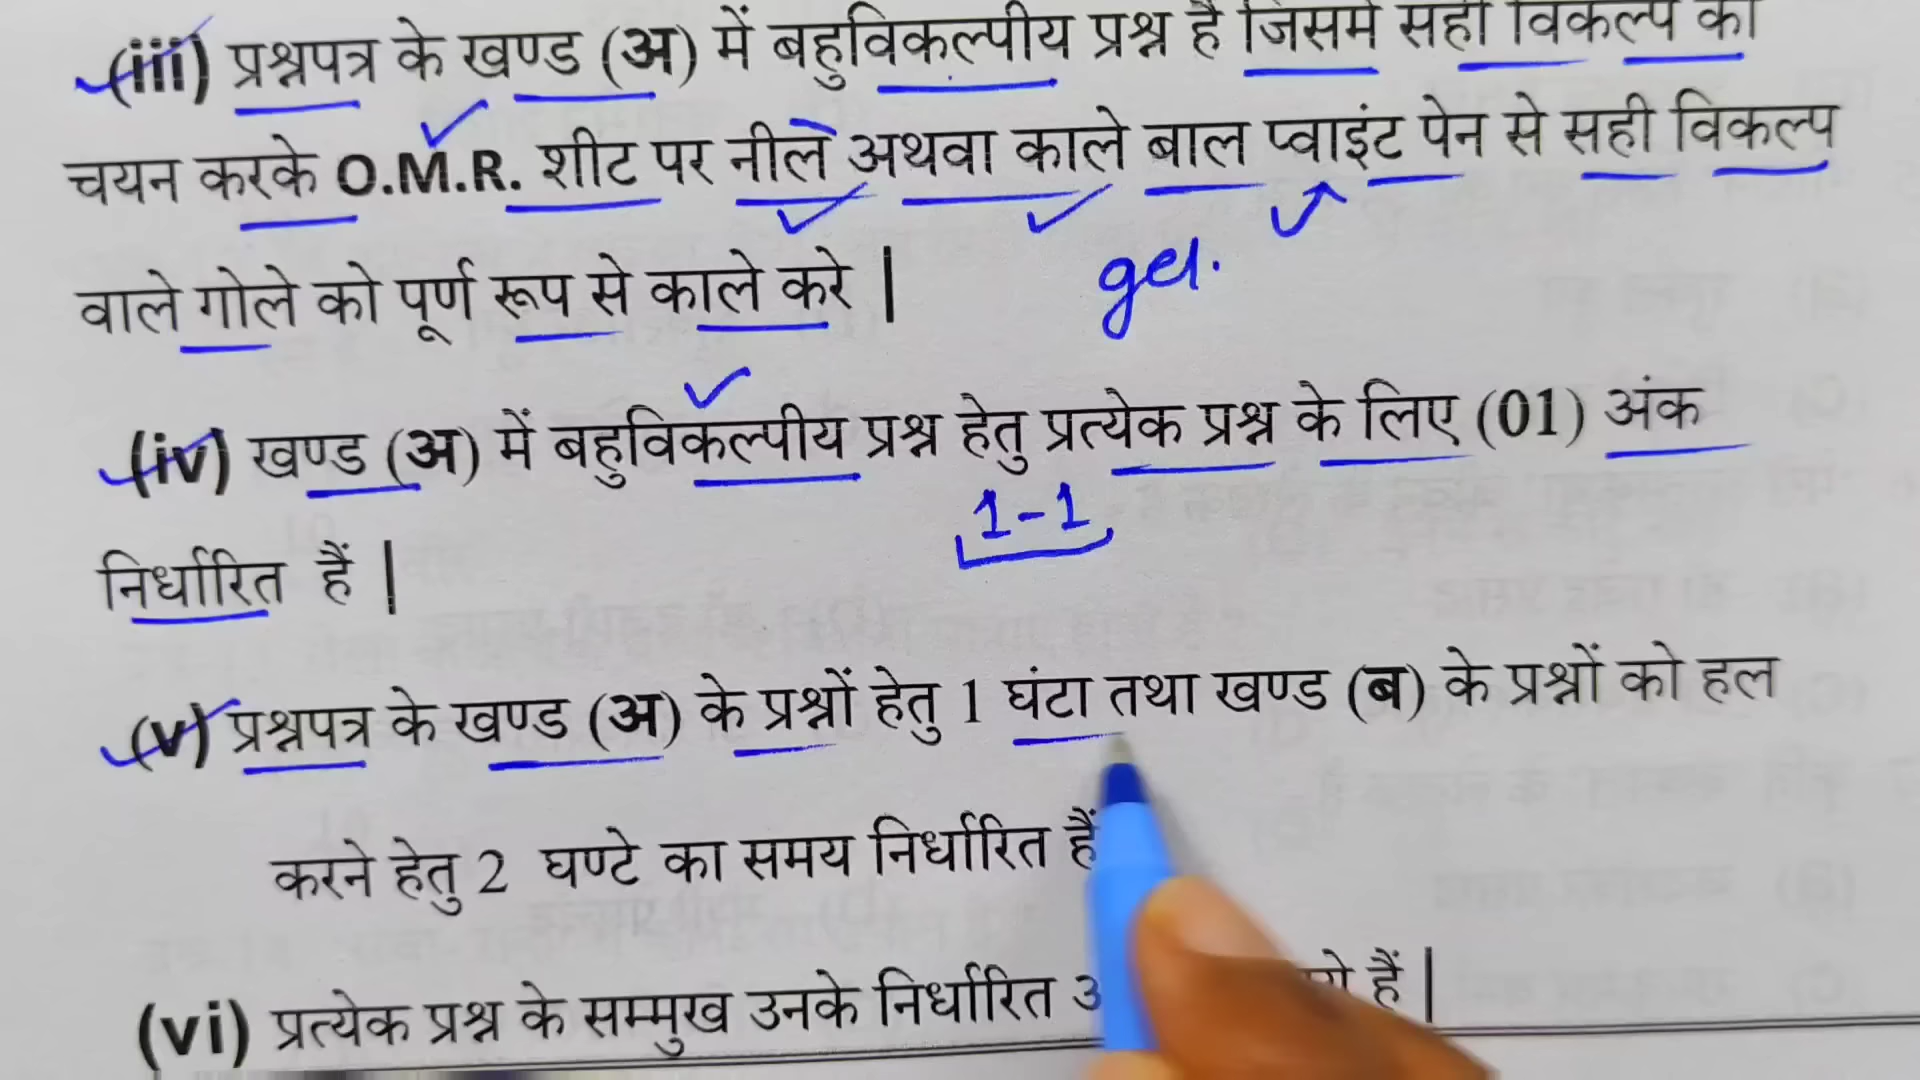 (iii) प्रश्नपत्र के खण्ड (अ) में बहुविकल्पीय प्रश्न है जिसमे सही विकल्प का
चयन करके O.M.R. शीट पर नीले अथवा काले बाल प्वाइंट पेन से सही विकल्प
वाले गोले को पूर्ण रूप से काले करे |
gel.
(iv) खण्ड (अ) में बहुविकल्पीय प्रश्न हेतु प्रत्येक प्रश्न के लिए (01) अंक
1-1
निर्धारित हैं |
(v) प्रश्नपत्र के खण्ड (अ) के प्रश्नों हेतु 1 घंटा तथा खण्ड (ब) के प्रश्नों को हल
करने हेतु 2 घण्टे का समय निर्धारित हैं
(vi) प्रत्येक प्रश्न के सम्मुख उनके निर्धारित हैं |